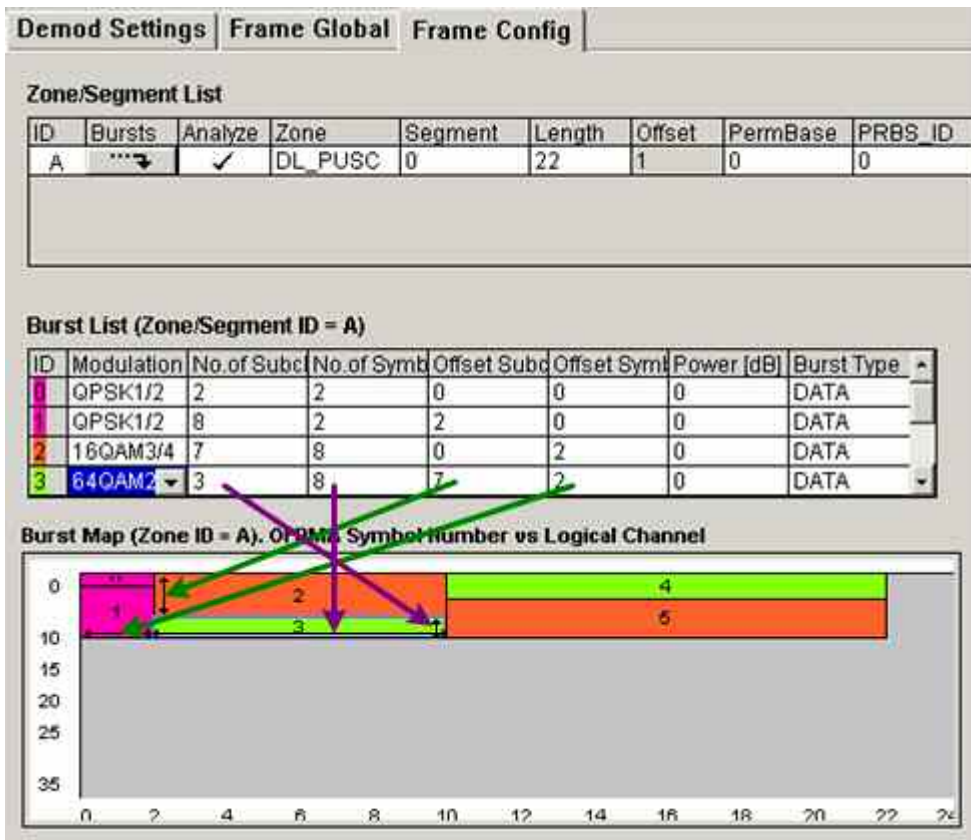 Demod Settings Frame Global Frame Config
Zone/Segment List
ID Bursts Analyze Zone Segment Length Offset PermBase PRBS_ID
A DL_PUSC 0 22 1 0 0
Burst List (Zone/Segment ID = A)
ID Modulation No.of Subcl No.of Symb Offset Subc Offset Symb Power [dB] Burst Type
0 QPSK1/2 2 2 0 0 0 DATA
1 QPSK1/2 8 2 2 0 0 DATA
2 16QAM3/4 7 8 0 2 0 DATA
3 64QAM2 3 8 7 2 0 DATA
Burst Map (Zone ID = A). OFDMA Symbol Number vs Logical Channel
0
4
2
1
5
3
10
15
20
25
35
0 2 4 6 8 10 12 14 16 18 20 22 24